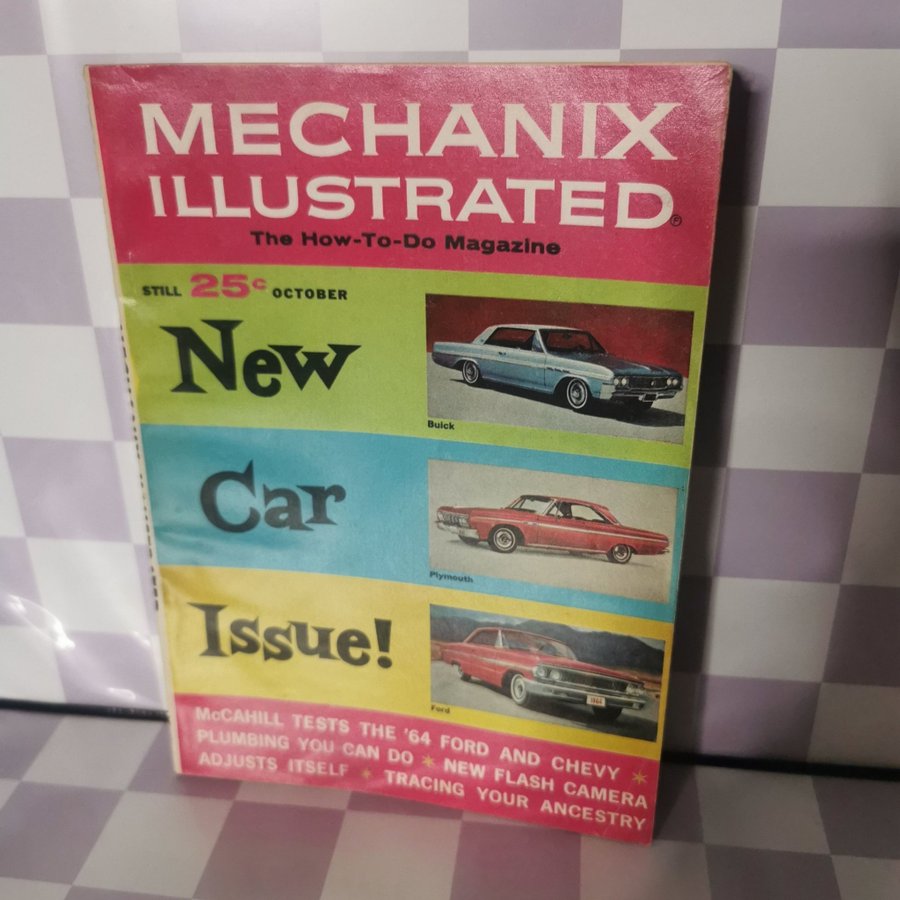 MECHANIX
ILLUSTRATED®
The How-To-Do Magazine
STILL 25c OCTOBER
New
Buick
Car
Plymouth
Issue!
Ford
1964
McCAHILL TESTS THE '64 FORD AND CHEVY *
PLUMBING YOU CAN DO * NEW FLASH CAMERA
ADJUSTS ITSELF * TRACING YOUR ANCESTRY